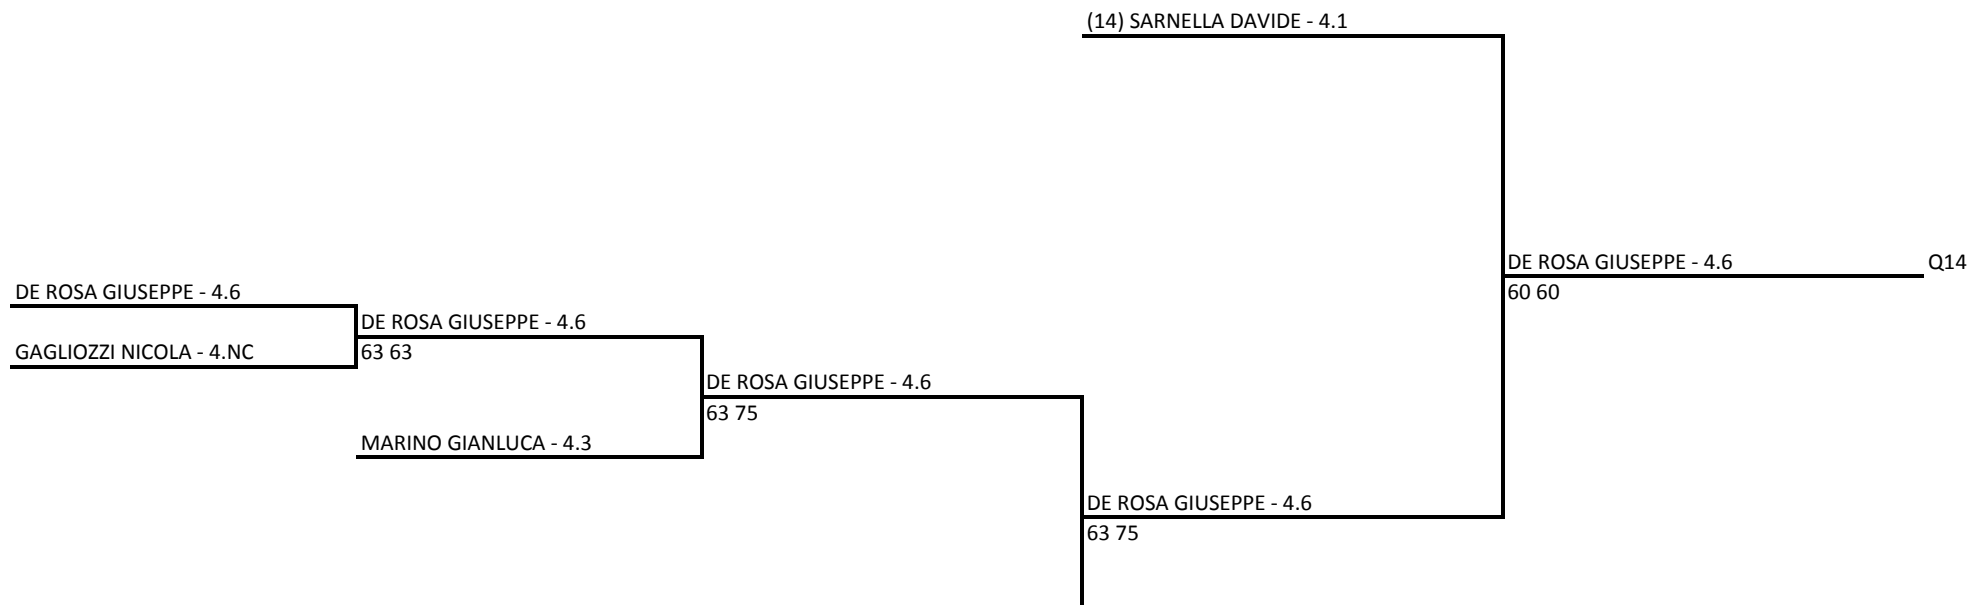 (14) SARNELLA DAVIDE - 4.1
DE ROSA GIUSEPPE - 4.6
Q14
60 60
DE ROSA GIUSEPPE - 4.6
DE ROSA GIUSEPPE - 4.6
GAGLIOZZI NICOLA - 4.NC
63 63
DE ROSA GIUSEPPE - 4.6
63 75
MARINO GIANLUCA - 4.3
DE ROSA GIUSEPPE - 4.6
63 75